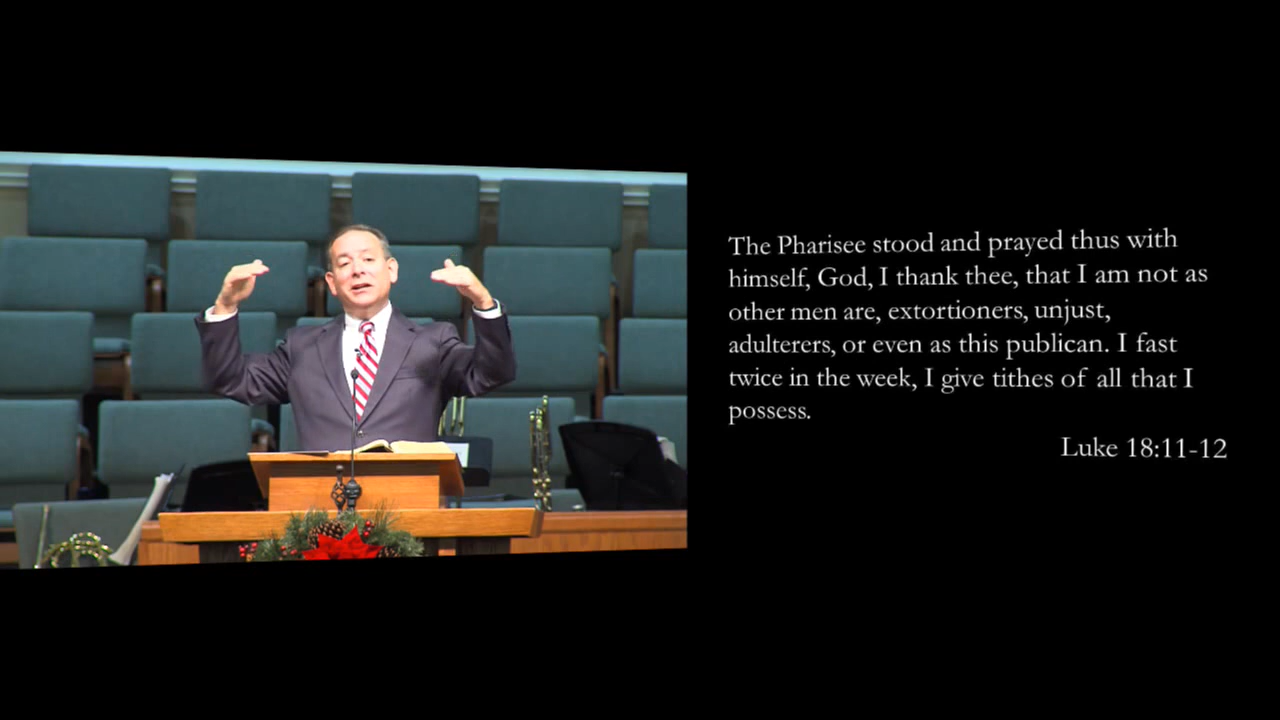 The Pharisee stood and prayed thus with
himself, God, I thank thee, that I am not as
other men are, extortioners, unjust,
adulterers, or even as this publican. I fast
twice in the week, I give tithes of all that I
possess.
Luke 18:11-12